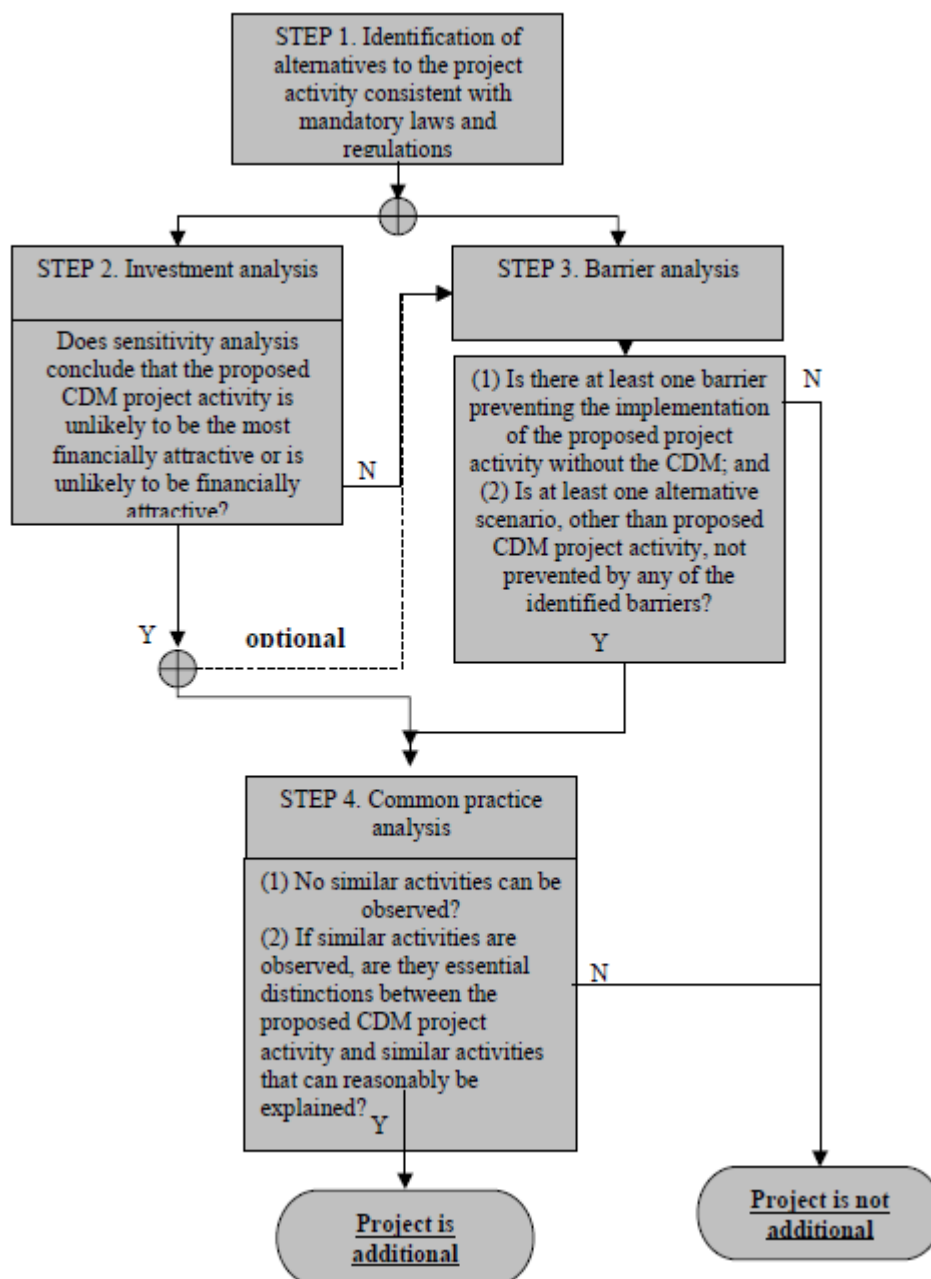 STEP 1. Identification of
alternatives to the project
activity consistent with
mandatory laws and
regulations
STEP 2. Investment analysis
Does sensitivity analysis
conclude that the proposed
CDM project activity is
unlikely to be the most
financially attractive or is
unlikely to be financially
attractive?
N
Y
optional
STEP 3. Barrier analysis
(1) Is there at least one barrier
preventing the implementation
of the proposed project
activity without the CDM; and
(2) Is at least one alternative
scenario, other than proposed
CDM project activity, not
prevented by any of the
identified barriers?
Y
N
STEP 4. Common practice
analysis
(1) No similar activities can be
observed?
(2) If similar activities are
observed, are they essential
distinctions between the
proposed CDM project
activity and similar activities
that can reasonably be
explained?
Y
N
Project is
additional
Project is not
additional